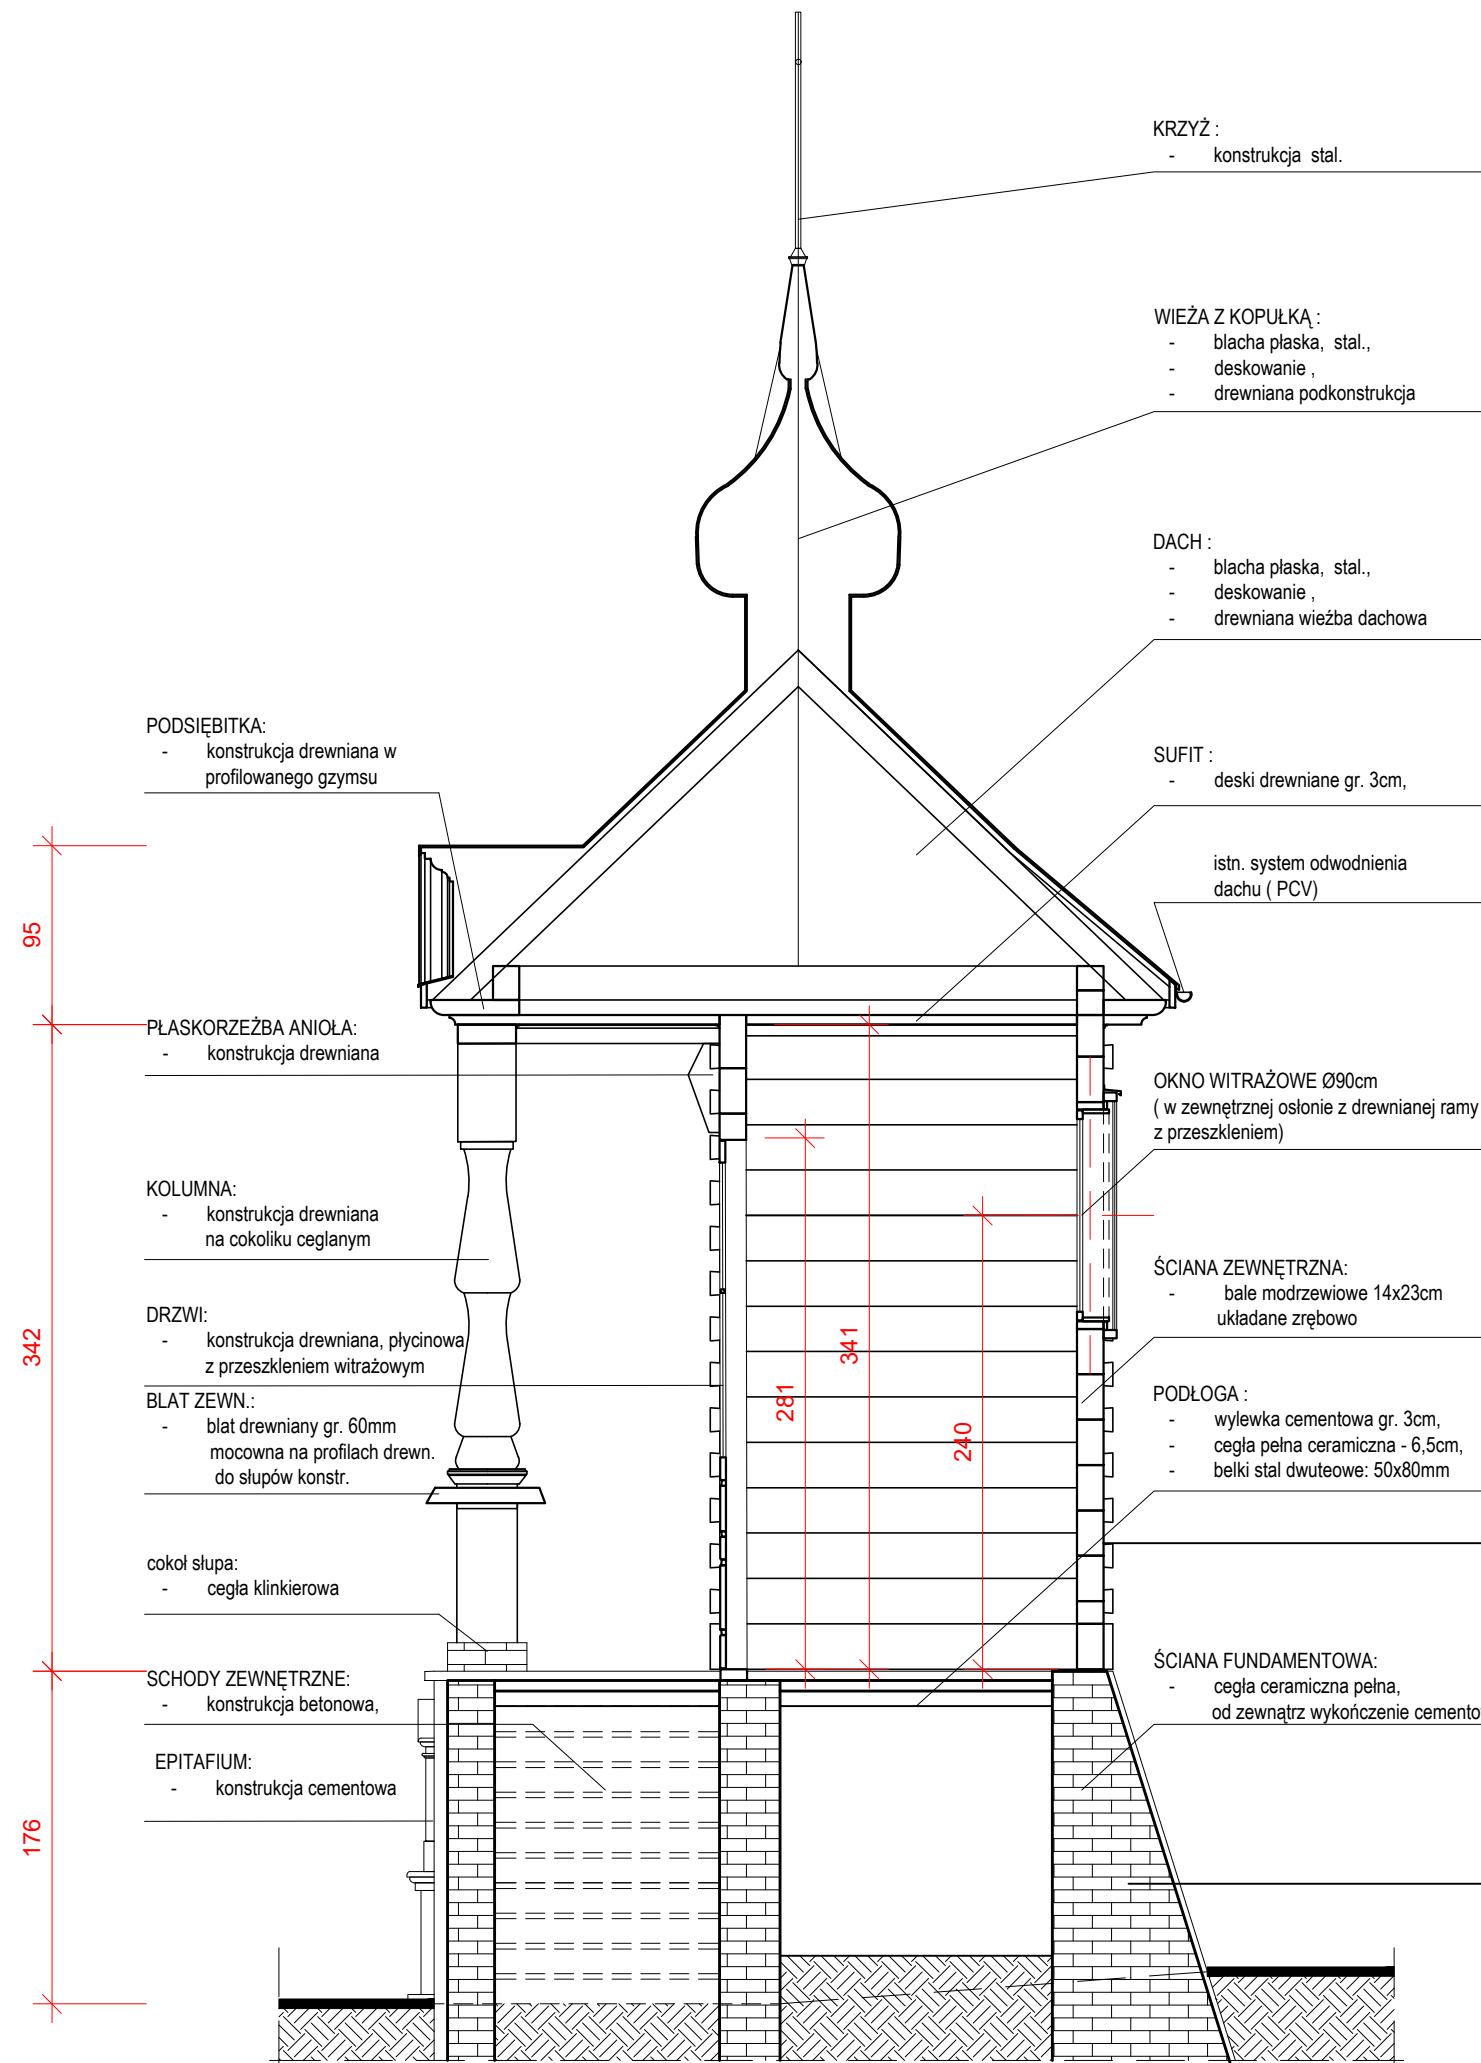 KRZYŻ :
- konstrukcja stal.
WIEŻA Z KOPUŁKĄ :
- blacha płaska, stal.,
- deskowanie ,
- drewniana podkonstrukcja
DACH :
- blacha płaska, stal.,
- deskowanie ,
- drewniana wieźba dachowa
SUFIT :
- deski drewniane gr. 3cm,
istn. system odwodnienia
dachu ( PCV)
OKNO WITRAŻOWE Ø90cm
( w zewnętrznej osłonie z drewnianej ramy
z przeszkleniem)
ŚCIANA ZEWNĘTRZNA:
- bale modrzewiowe 14x23cm
układane zrębowo
PODŁOGA :
- wylewka cementowa gr. 3cm,
- cegła pełna ceramiczna - 6,5cm,
- belki stal dwuteowe: 50x80mm
ŚCIANA FUNDAMENTOWA:
- cegła ceramiczna pełna,
od zewnątrz wykończenie cemento
PODSIĘBITKA:
- konstrukcja drewniana w
profilowanego gzymsu
PŁASKORZEŹBA ANIOŁA:
- konstrukcja drewniana
KOLUMNA:
- konstrukcja drewniana
na cokoliku ceglanym
DRZWI:
- konstrukcja drewniana, płycinowa
z przeszkleniem witrażowym
BLAT ZEWN.:
- blat drewniany gr. 60mm
mocowna na profilach drewn.
do słupów konstr.
cokoł słupa:
- cegła klinkierowa
SCHODY ZEWNĘTRZNE:
- konstrukcja betonowa,
EPITAFIUM:
- konstrukcja cementowa
95
342
176
281
341
240